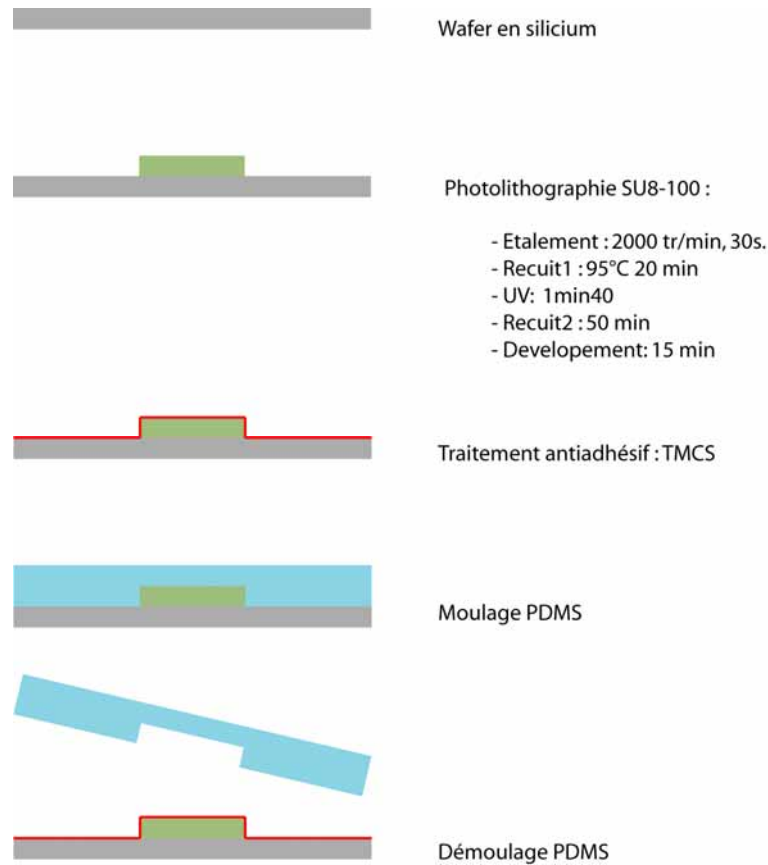 Wafer en silicium
Photolithographie SU8-100 :
- Etalement : 2000 tr/min, 30s.
- Recuit1 : 95°C 20 min
- UV: 1min40
- Recuit2 : 50 min
- Developement: 15 min
Traitement antiadhésif : TMCS
Moulage PDMS
Démoulage PDMS